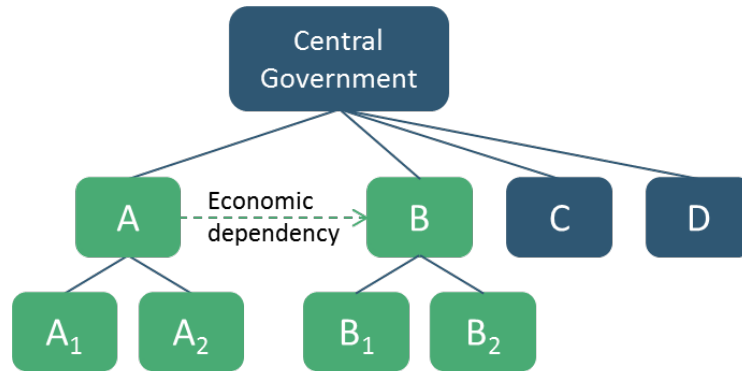 Central
Government
A
Economic
dependency
B
C
D
A₁
A₂
B₁
B₂